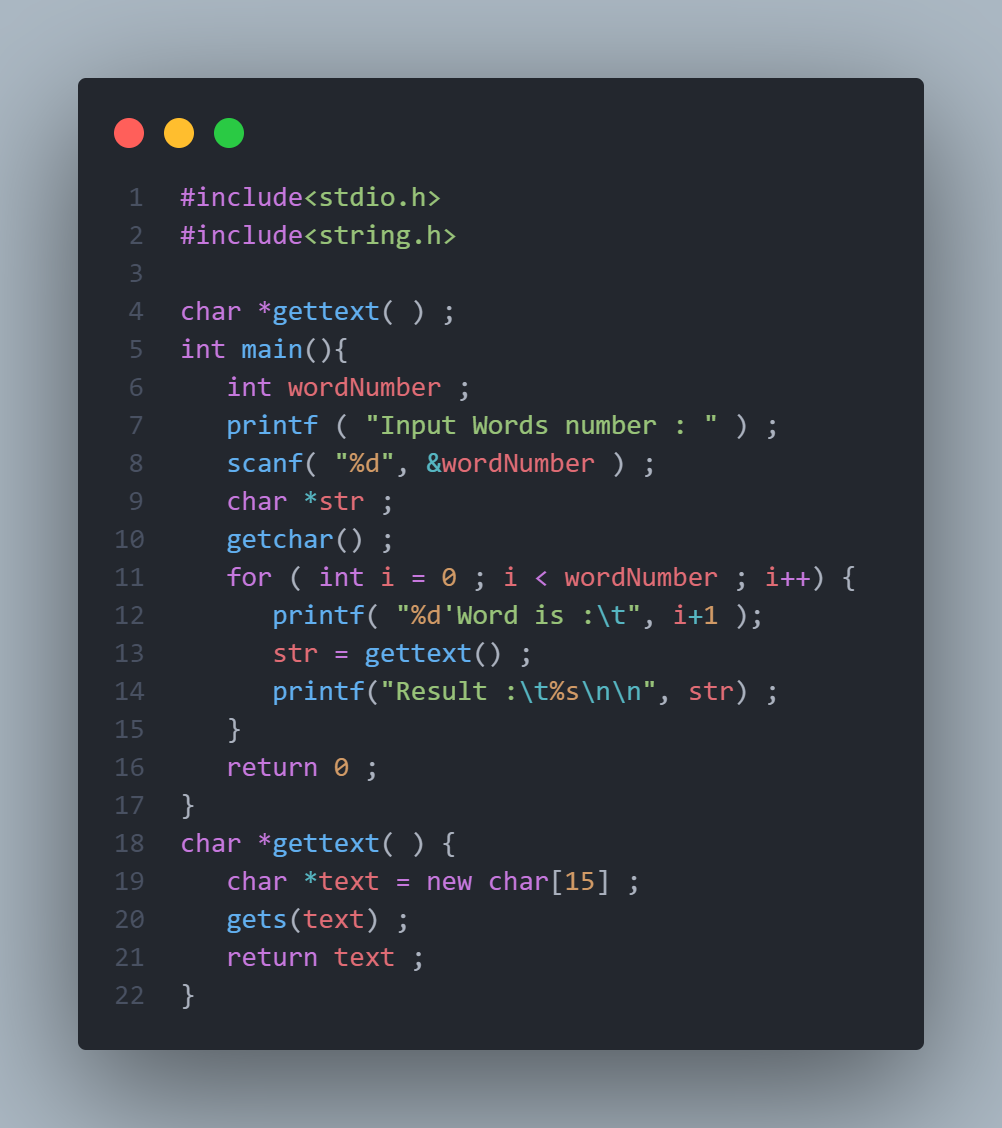 1 #include<stdio.h>
2 #include<string.h>
3
4 char *gettext( ) ;
5 int main(){
6    int wordNumber ;
7    printf ( "Input Words number : " ) ;
8    scanf( "%d", &wordNumber ) ;
9    char *str ;
10    getchar() ;
11    for ( int i = 0 ; i < wordNumber ; i++) {
12       printf( "%d'Word is :\t", i+1 );
13       str = gettext() ;
14       printf("Result :\t%s\n\n", str) ;
15    }
16    return 0 ;
17 }
18 char *gettext( ) {
19    char *text = new char[15] ;
20    gets(text) ;
21    return text ;
22 }